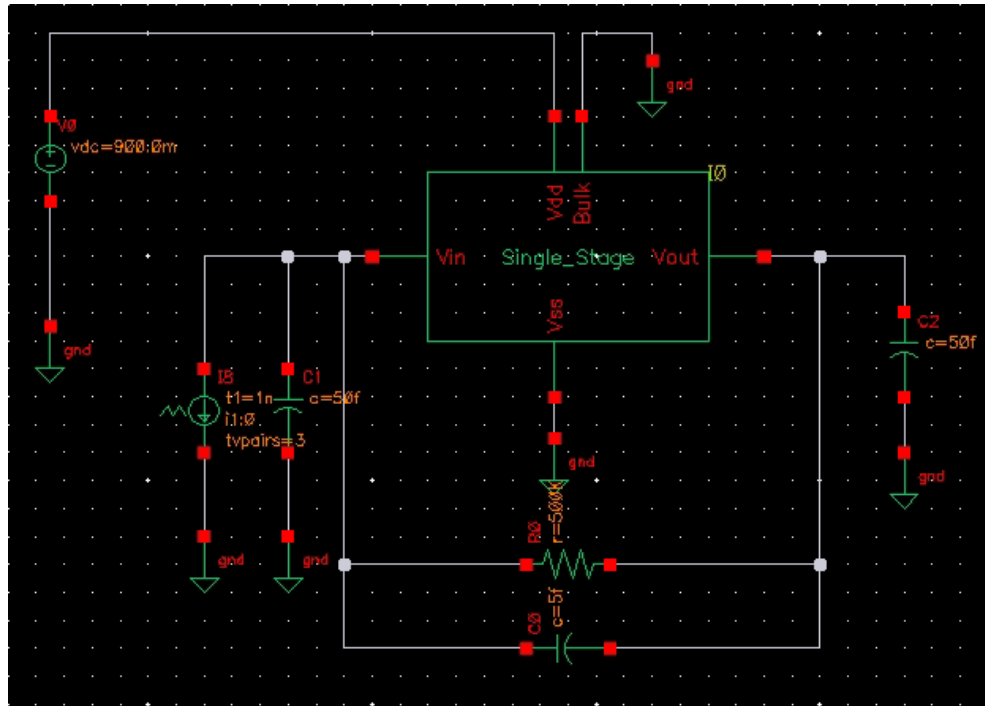 gnd
V0
vdc=900.0m
I0
Vdd
Bulk
Vin
Single_Stage
Vout
Vss
C2
c=50f
gnd
I8
C1
t1=1n
c=50f
i1:0
tvpairs=3
gnd
gnd
r=500K
R0
gnd
gnd
c=5f
C0